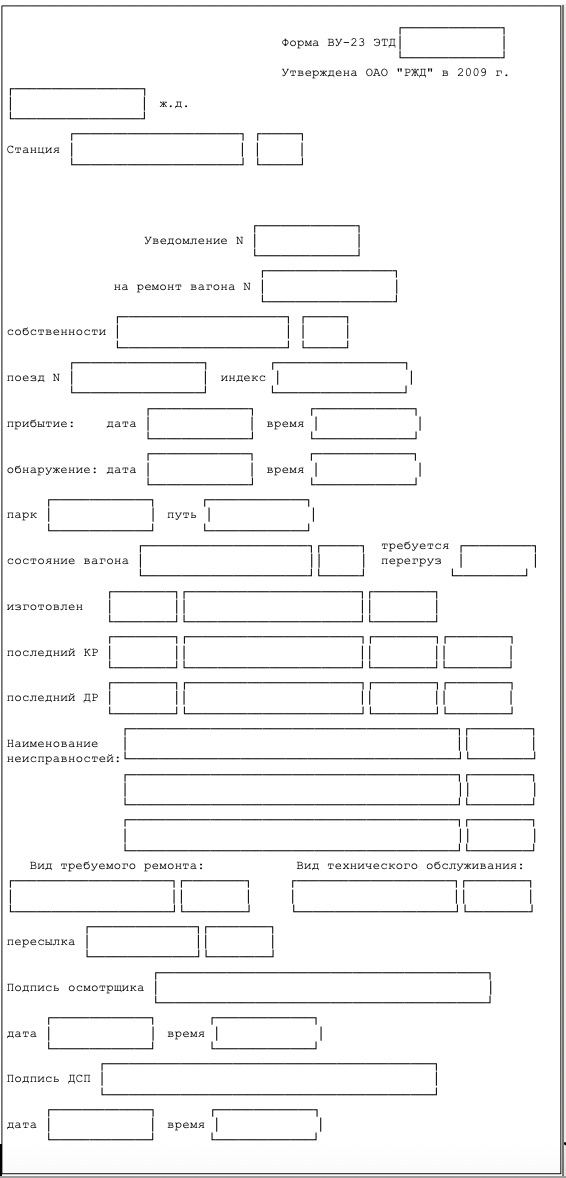 Форма ВУ-23 ЭТД
Утверждена ОАО "РЖД" в 2009 г.
ж.д.
Станция
Уведомление N
на ремонт вагона N
собственности
поезд N индекс
прибытие: дата время
обнаружение: дата время
парк путь
состояние вагона требуется перегруз
изготовлен
последний КР
последний ДР
Наименование
неисправностей:
Вид требуемого ремонта: Вид технического обслуживания:
пересылка
Подпись осмотрщика
дата время
Подпись ДСП
дата время